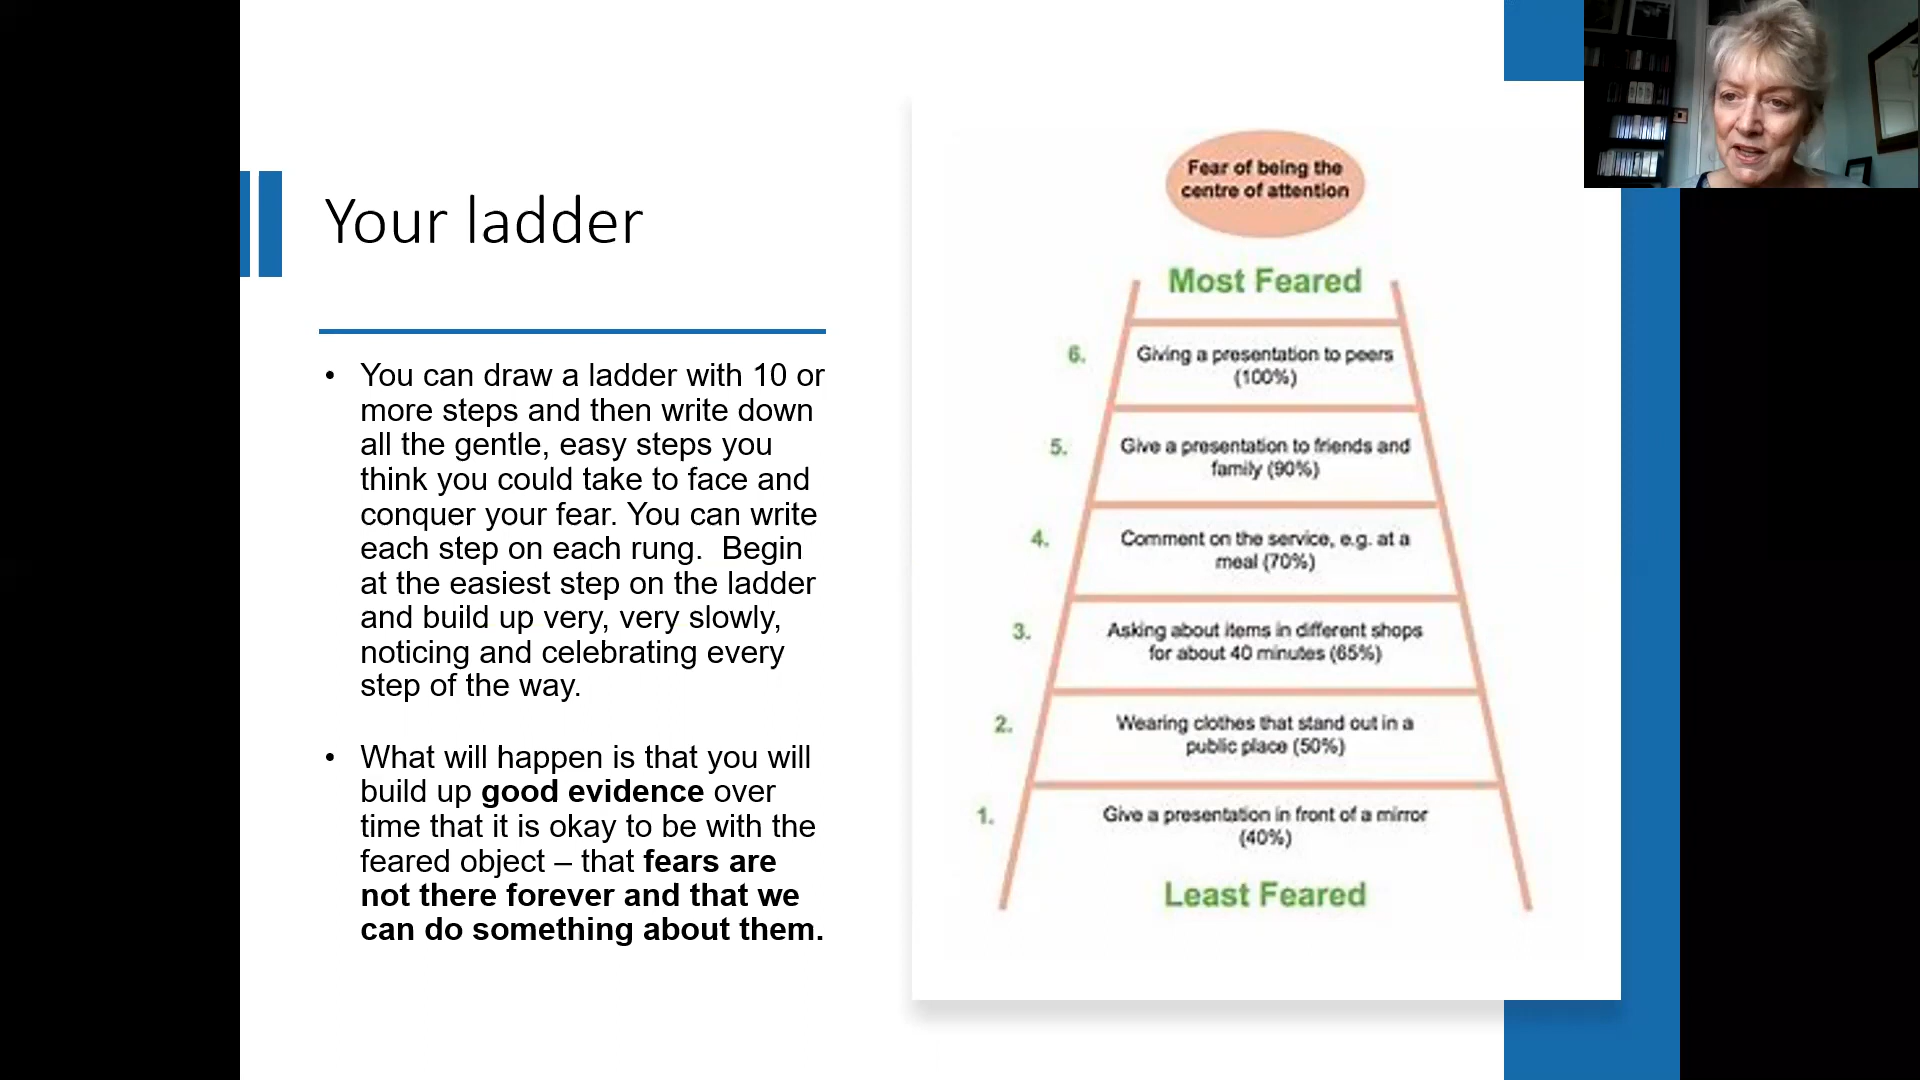 Your ladder
• You can draw a ladder with 10 or
more steps and then write down
all the gentle, easy steps you
think you could take to face and
conquer your fear. You can write
each step on each rung.  Begin
at the easiest step on the ladder
and build up very, very slowly,
noticing and celebrating every
step of the way.
• What will happen is that you will
build up good evidence over
time that it is okay to be with the
feared object – that fears are
not there forever and that we
can do something about them.
Fear of being the
centre of attention
Most Feared
6. Giving a presentation to peers
(100%)
5. Give a presentation to friends and
family (90%)
4. Comment on the service, e.g. at a
meal (70%)
3. Asking about items in different shops
for about 40 minutes (65%)
2. Wearing clothes that stand out in a
public place (50%)
1. Give a presentation in front of a mirror
(40%)
Least Feared